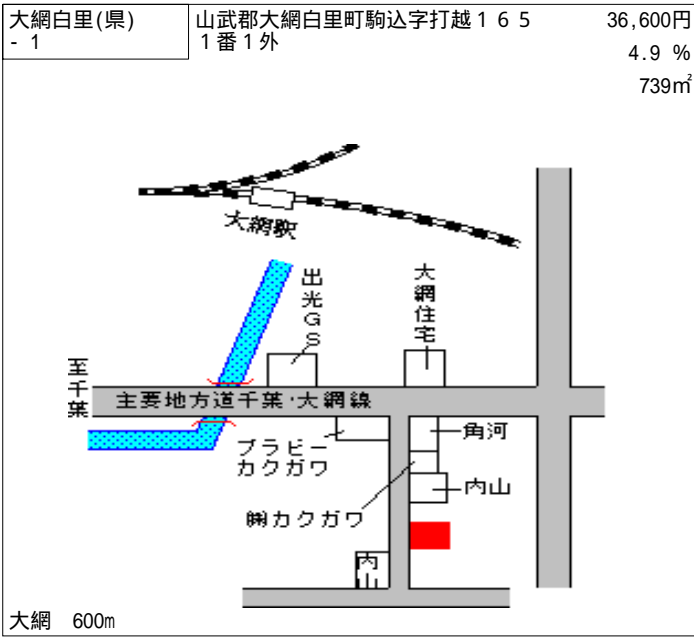 大網白里(県)
- 1
山武郡大網白里町駒込字打越１６５
１番１外
36,600円
4.9 %
739㎡
大網駅
出光GS
大網住宅
至千葉
主要地方道千葉･大網線
プラビー
カクガワ
角河
㈱カクガワ
内山
内山
大網 600m